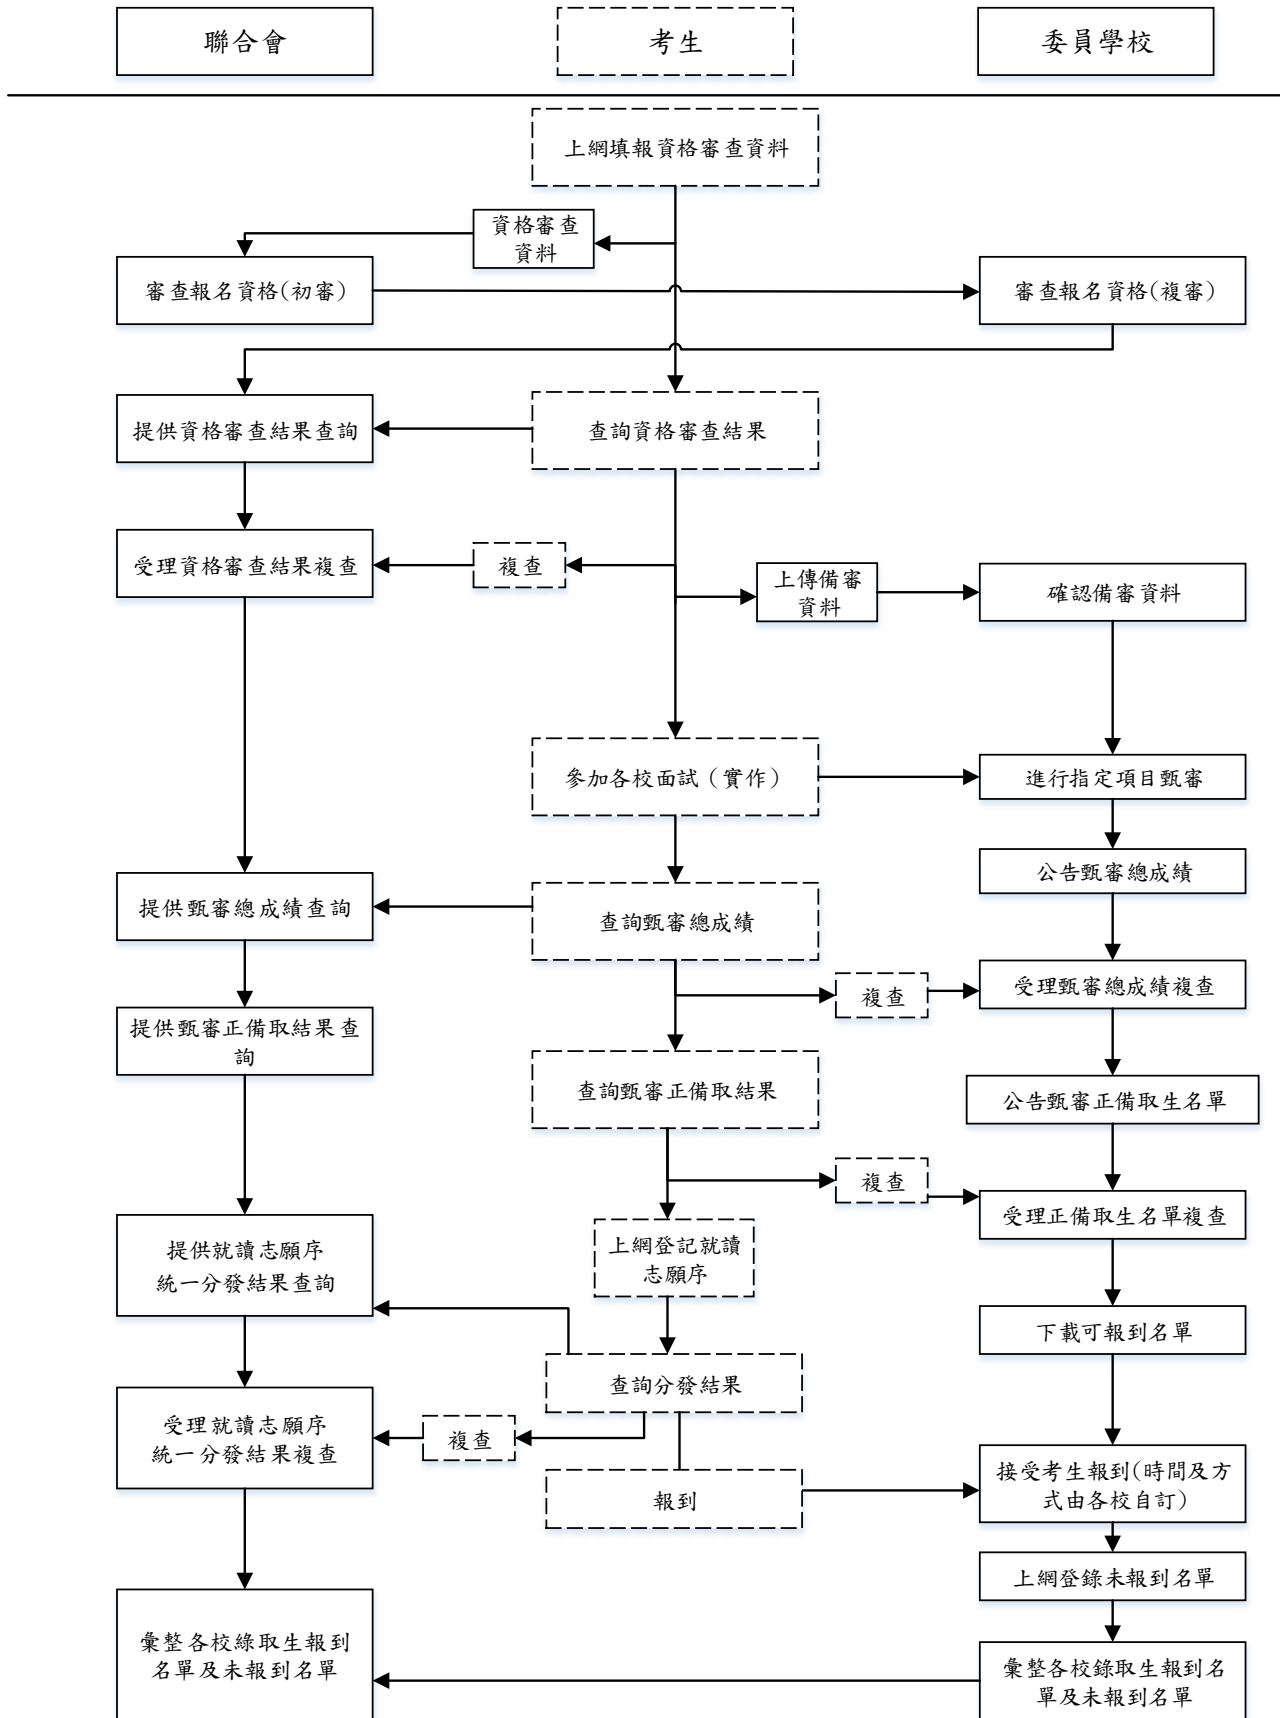 聯合會
考生
委員學校
上網填報資格審查資料
資格審查
資料
審查報名資格(初審)
審查報名資格(複審)
提供資格審查結果查詢
查詢資格審查結果
受理資格審查結果複查
複查
上傳備審
資料
確認備審資料
參加各校面試（實作）
進行指定項目甄審
公告甄審總成績
提供甄審總成績查詢
查詢甄審總成績
複查
受理甄審總成績複查
提供甄審正備取結果查
詢
查詢甄審正備取結果
公告甄審正備取生名單
複查
受理正備取生名單複查
上網登記就讀
志願序
提供就讀志願序
統一分發結果查詢
下載可報到名單
查詢分發結果
受理就讀志願序
統一分發結果複查
複查
報到
接受考生報到(時間及方
式由各校自訂)
上網登錄未報到名單
彙整各校綠取生報到
名單及未報到名單
彙整各校錄取生報到名
單及未報到名單